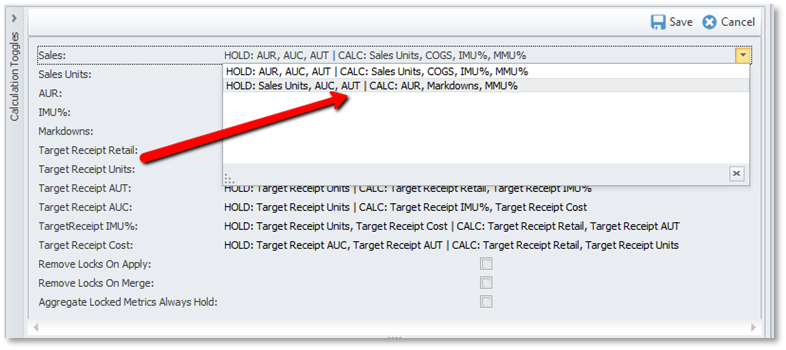 Calculation Toggles
Save Cancel
Sales: HOLD: AUR, AUC, AUT | CALC: Sales Units, COGS, IMU%, MMU%
HOLD: AUR, AUC, AUT | CALC: Sales Units, COGS, IMU%, MMU%
HOLD: Sales Units, AUC, AUT | CALC: AUR, Markdowns, MMU%
Sales Units:
AUR:
IMU%:
Markdowns:
Target Receipt Retail:
Target Receipt Units:
Target Receipt AUT: HOLD: Target Receipt Units | CALC: Target Receipt Retail, Target Receipt IMU%
Target Receipt AUC: HOLD: Target Receipt Units | CALC: Target Receipt IMU%, Target Receipt Cost
TargetReceipt IMU%: HOLD: Target Receipt Units, Target Receipt Cost | CALC: Target Receipt Retail, Target Receipt AUT
Target Receipt Cost: HOLD: Target Receipt AUC, Target Receipt AUT | CALC: Target Receipt Retail, Target Receipt Units
Remove Locks On Apply:
Remove Locks On Merge:
Aggregate Locked Metrics Always Hold: